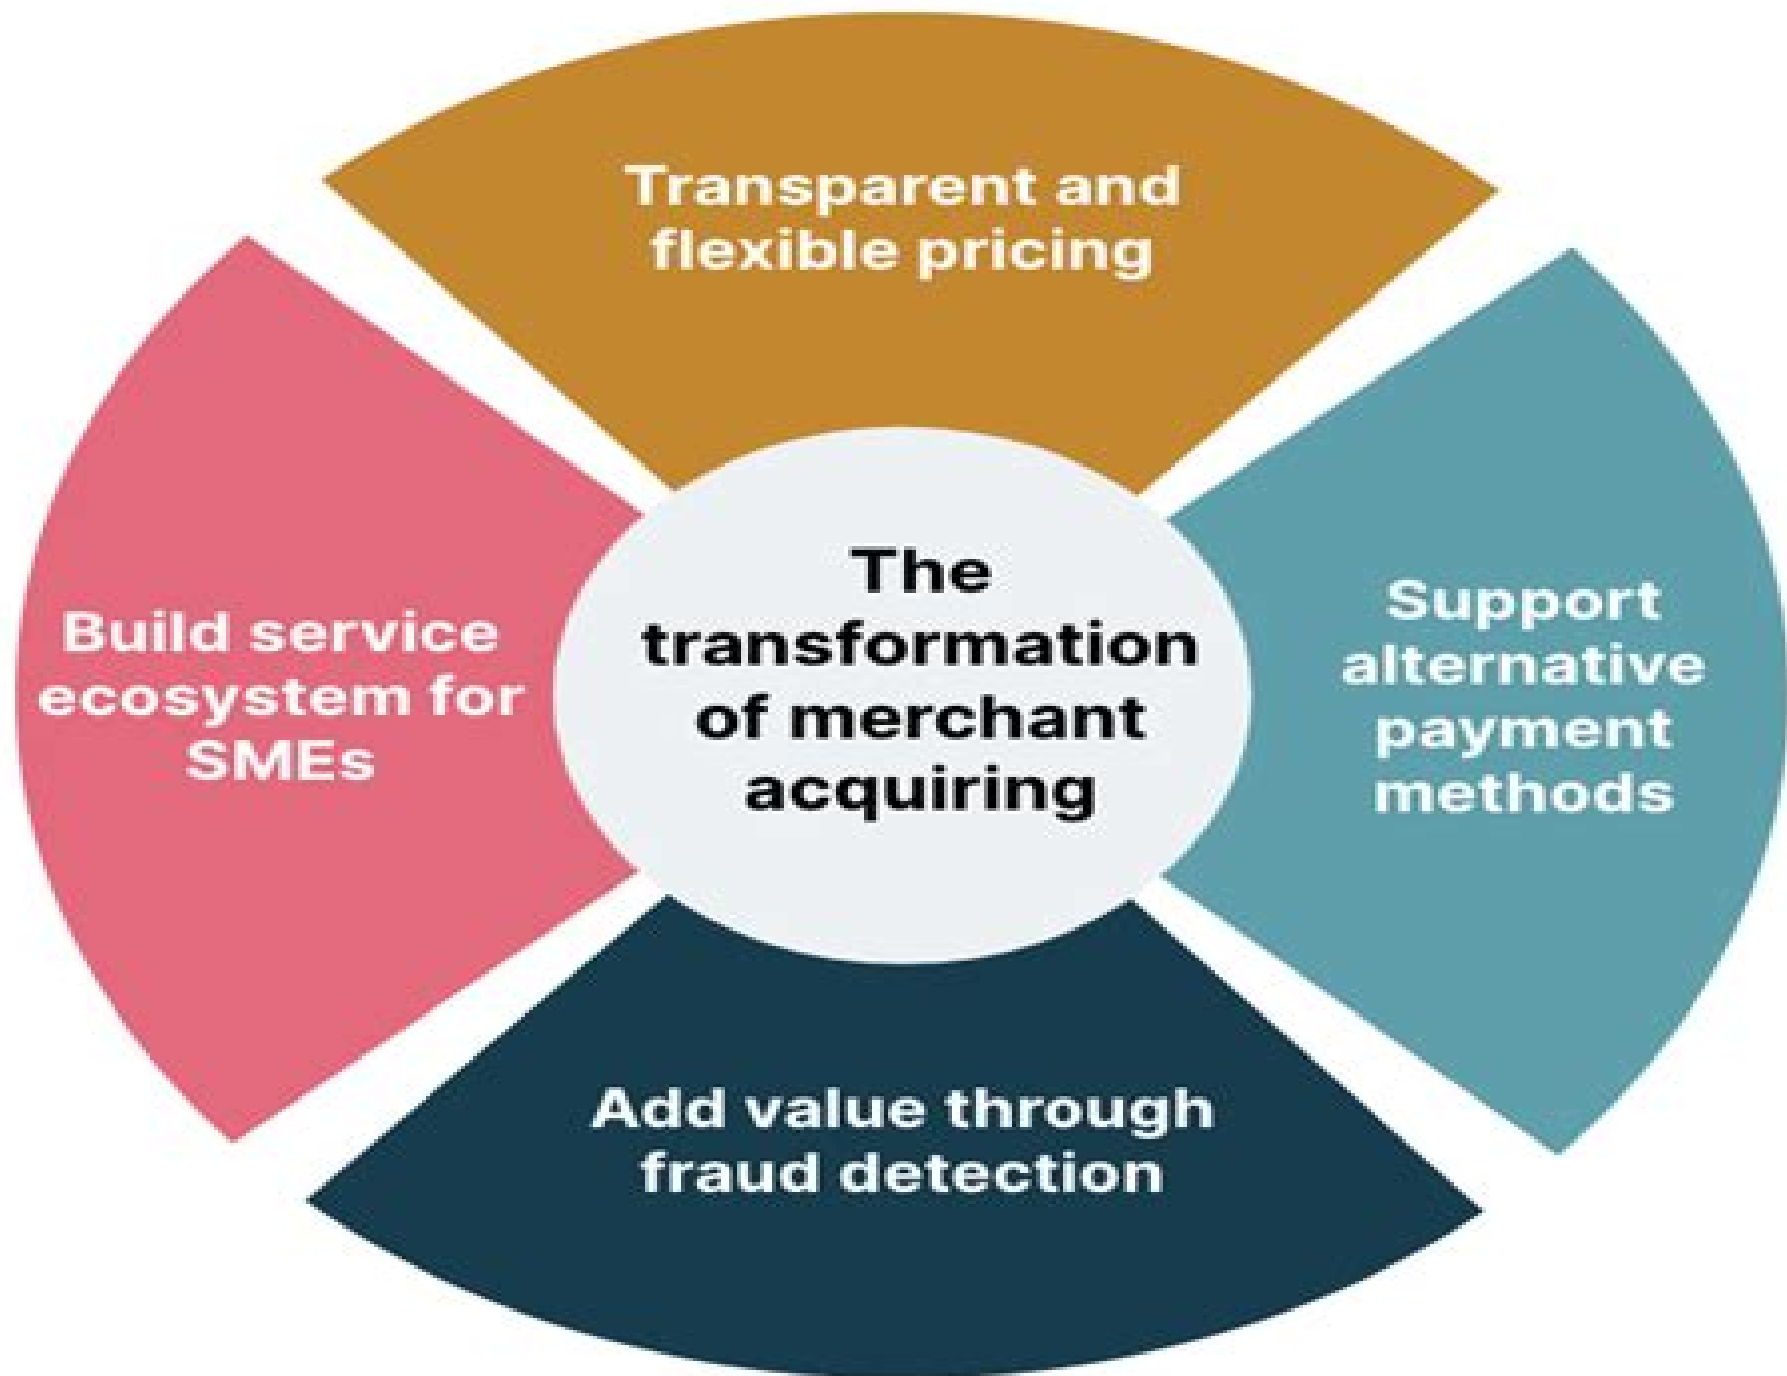 Transparent and
flexible pricing
Build service
ecosystem for
SMEs
The
transformation
of merchant
acquiring
Support
alternative
payment
methods
Add value through
fraud detection